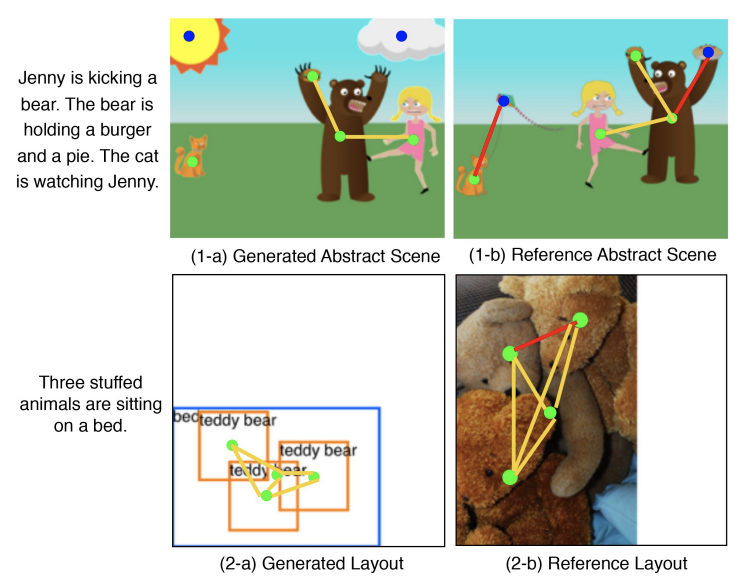 Jenny is kicking a
bear. The bear is
holding a burger
and a pie. The cat
is watching Jenny.
(1-a) Generated Abstract Scene
(1-b) Reference Abstract Scene
Three stuffed
animals are sitting
on a bed.
bed
teddy bear
teddy bear
teddy bear
(2-a) Generated Layout
(2-b) Reference Layout